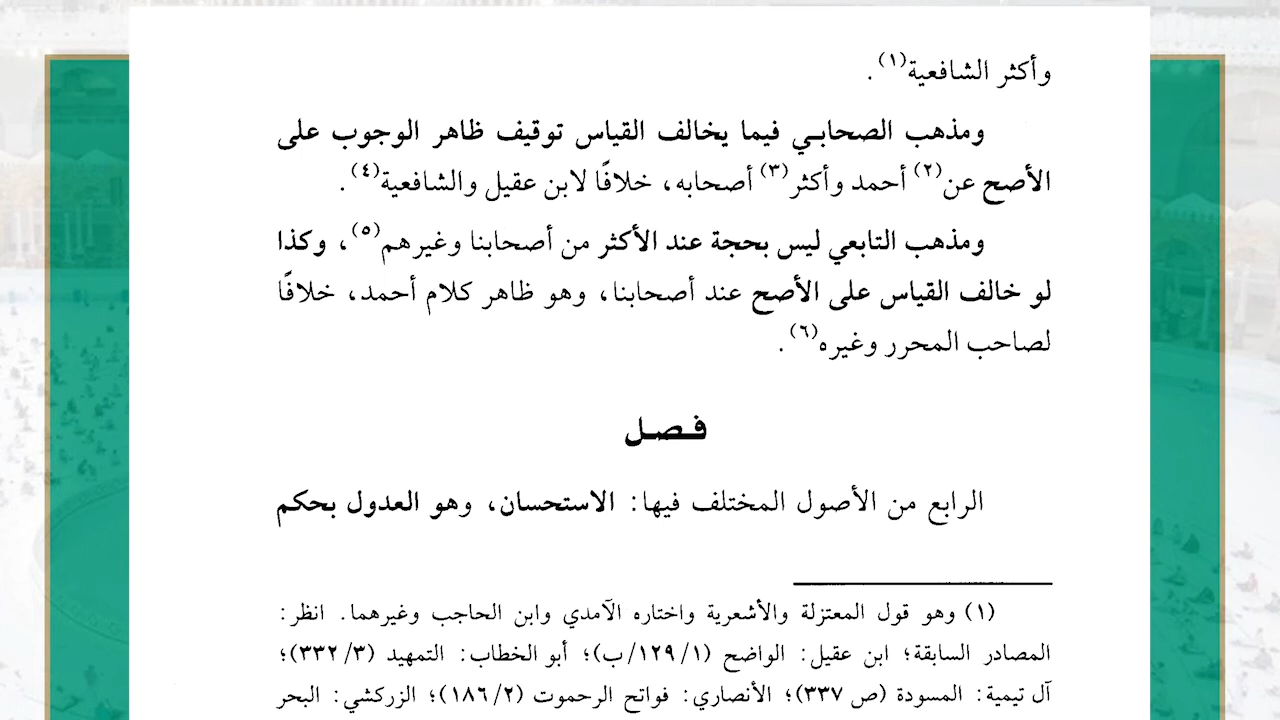 وأكثر الشافعية(١).
ومذهب الصحابي فيما يخالف القياس توقيف ظاهر الوجوب على
الأصح عن(٢) أحمد وأكثر(٣) أصحابه، خلافًا لابن عقيل والشافعية(٤).
ومذهب التابعي ليس بحجة عند الأكثر من أصحابنا وغيرهم(٥)، وكذا
لو خالف القياس على الأصح عند أصحابنا، وهو ظاهر كلام أحمد، خلافًا
لصاحب المحرر وغيره(٦).
فـصـل
الرابع من الأصول المختلف فيها: الاستحسان، وهو العدول بحكم
(١) وهو قول المعتزلة والأشعرية واختاره الآمدي وابن الحاجب وغيرهما. انظر:
المصادر السابقة؛ ابن عقيل: الواضح (١/ ١٢٩/ ب)؛ أبو الخطاب: التمهيد (٣/ ٣٣٢)؛
آل تيمية: المسودة (ص ٣٣٧)؛ الأنصاري: فواتح الرحموت (٢/ ١٨٦)؛ الزركشي: البحر